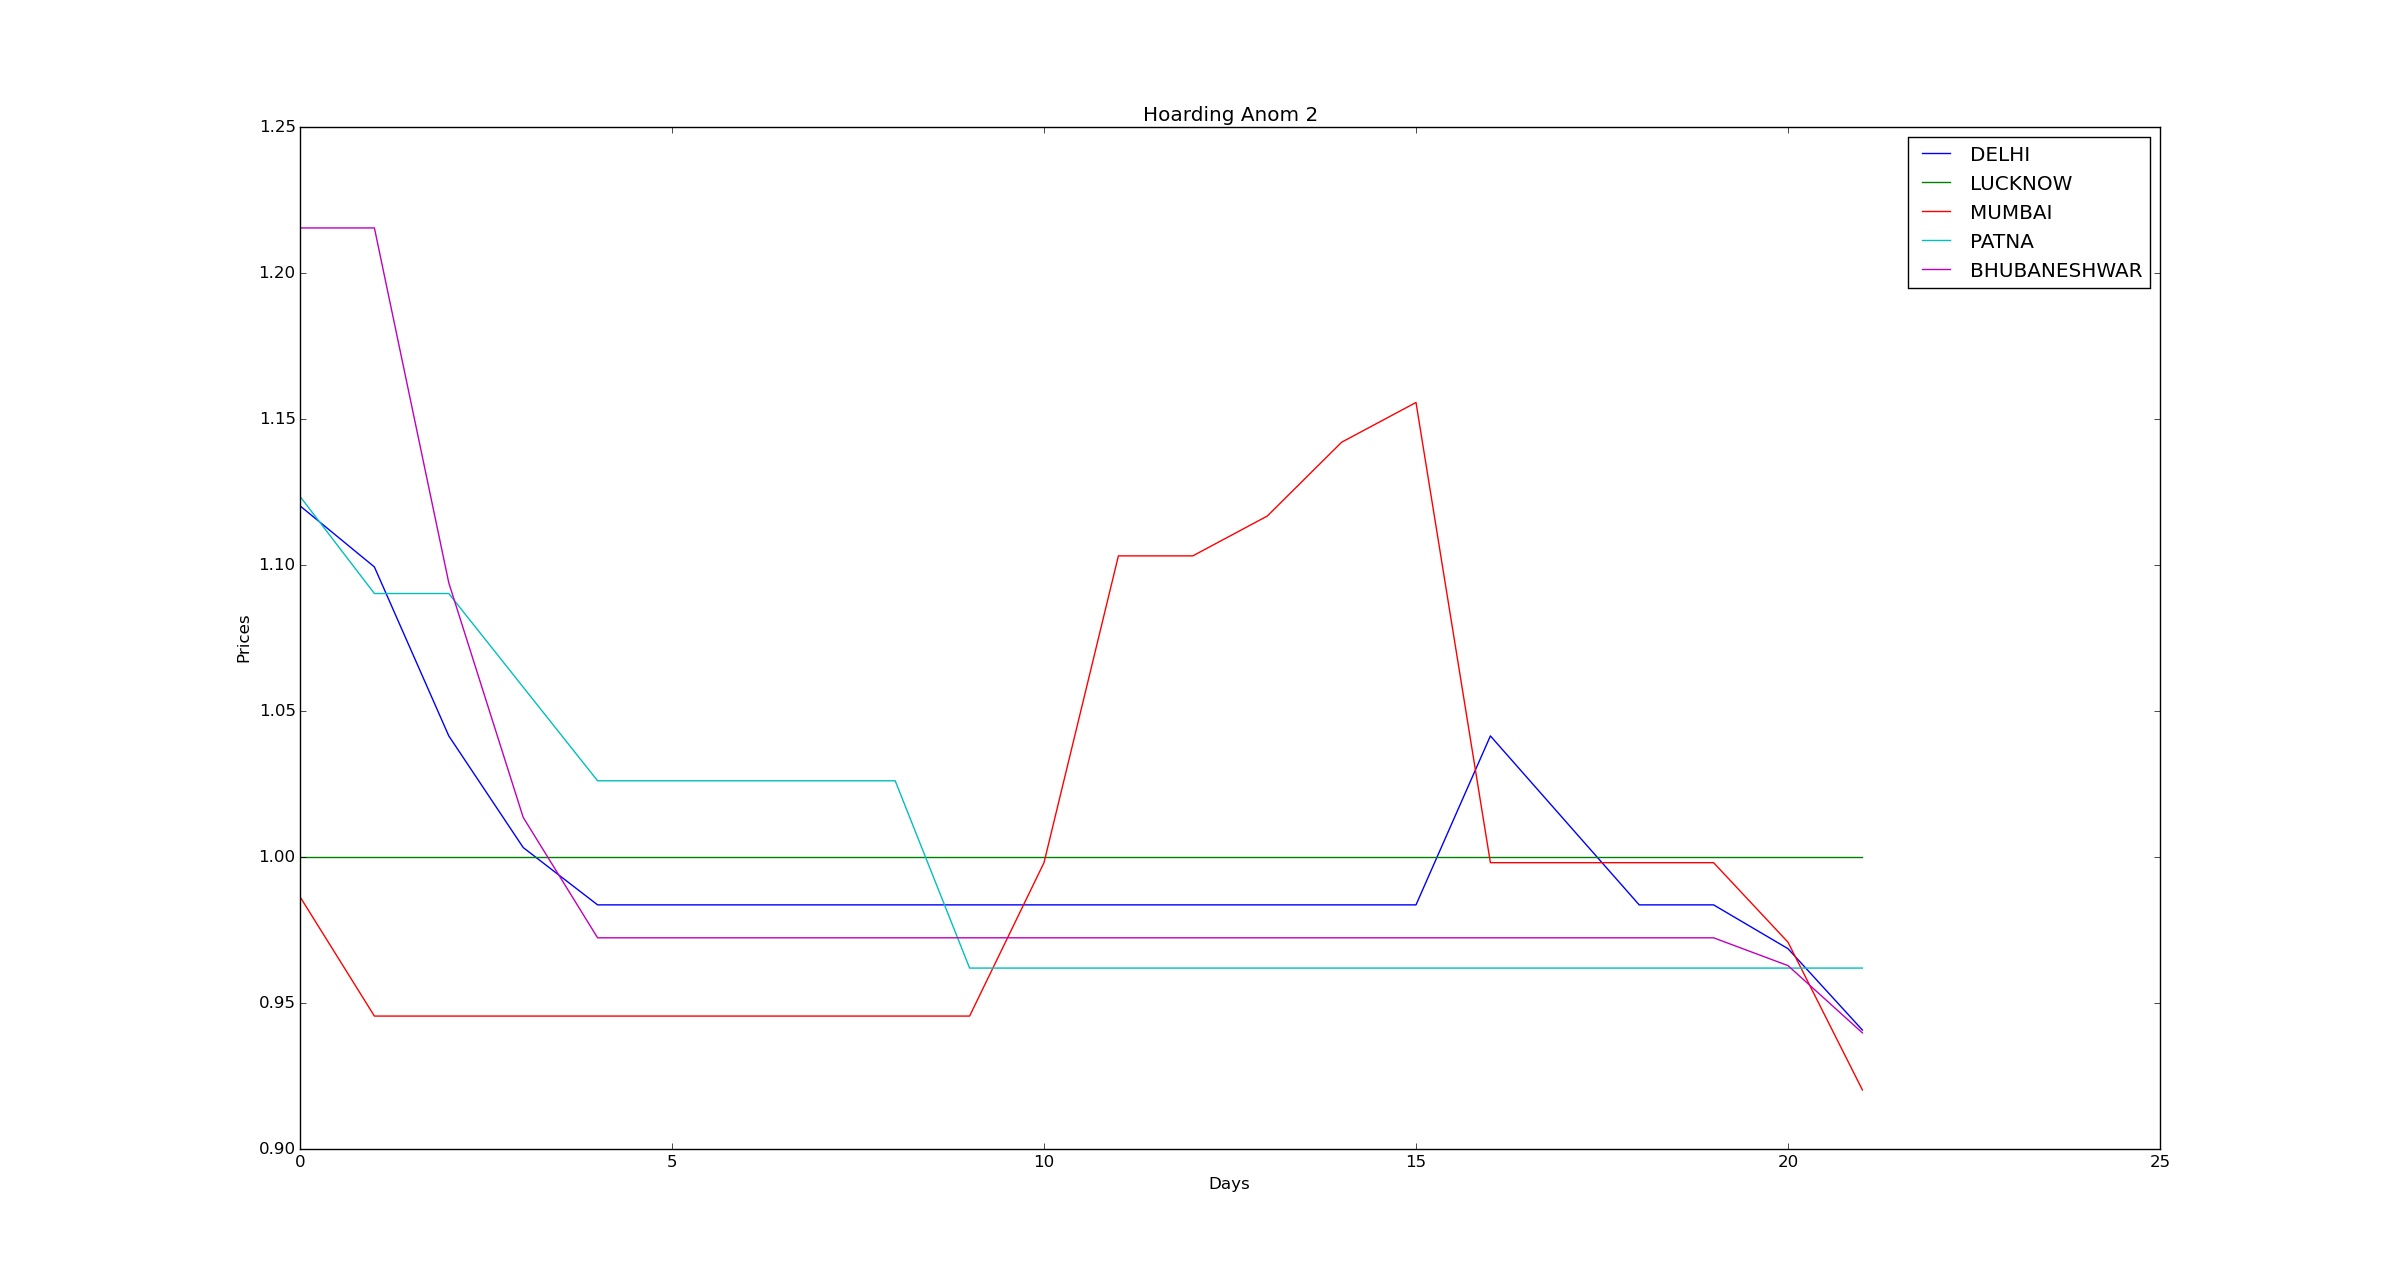 Hoarding Anom 2
1.25
1.20
1.15
1.10
1.05
1.00
0.95
0.90
Prices
DELHI
LUCKNOW
MUMBAI
PATNA
BHUBANESHWAR
0 5 10 15 20 25
Days